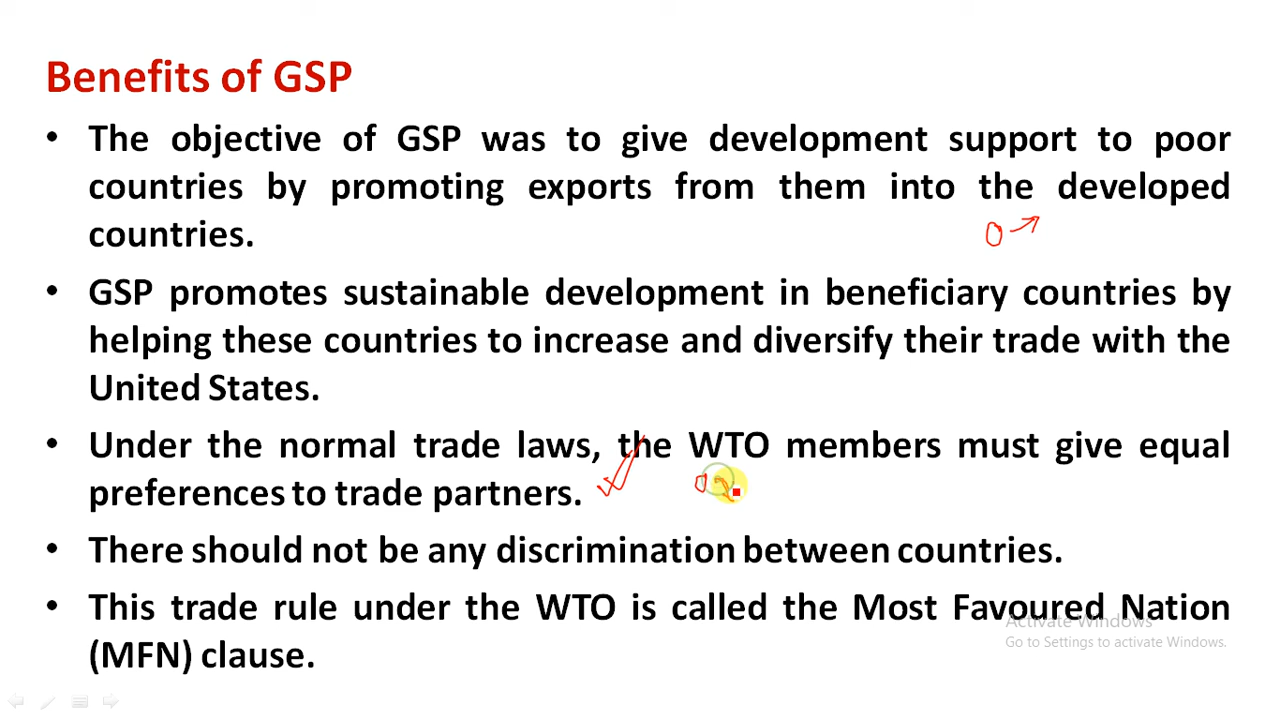 Benefits of GSP
• The objective of GSP was to give development support to poor
countries by promoting exports from them into the developed
countries.
• GSP promotes sustainable development in beneficiary countries by
helping these countries to increase and diversify their trade with the
United States.
• Under the normal trade laws, the WTO members must give equal
preferences to trade partners.
• There should not be any discrimination between countries.
• This trade rule under the WTO is called the Most Favoured Nation
(MFN) clause.
Activate Windows
Go to Settings to activate Windows.